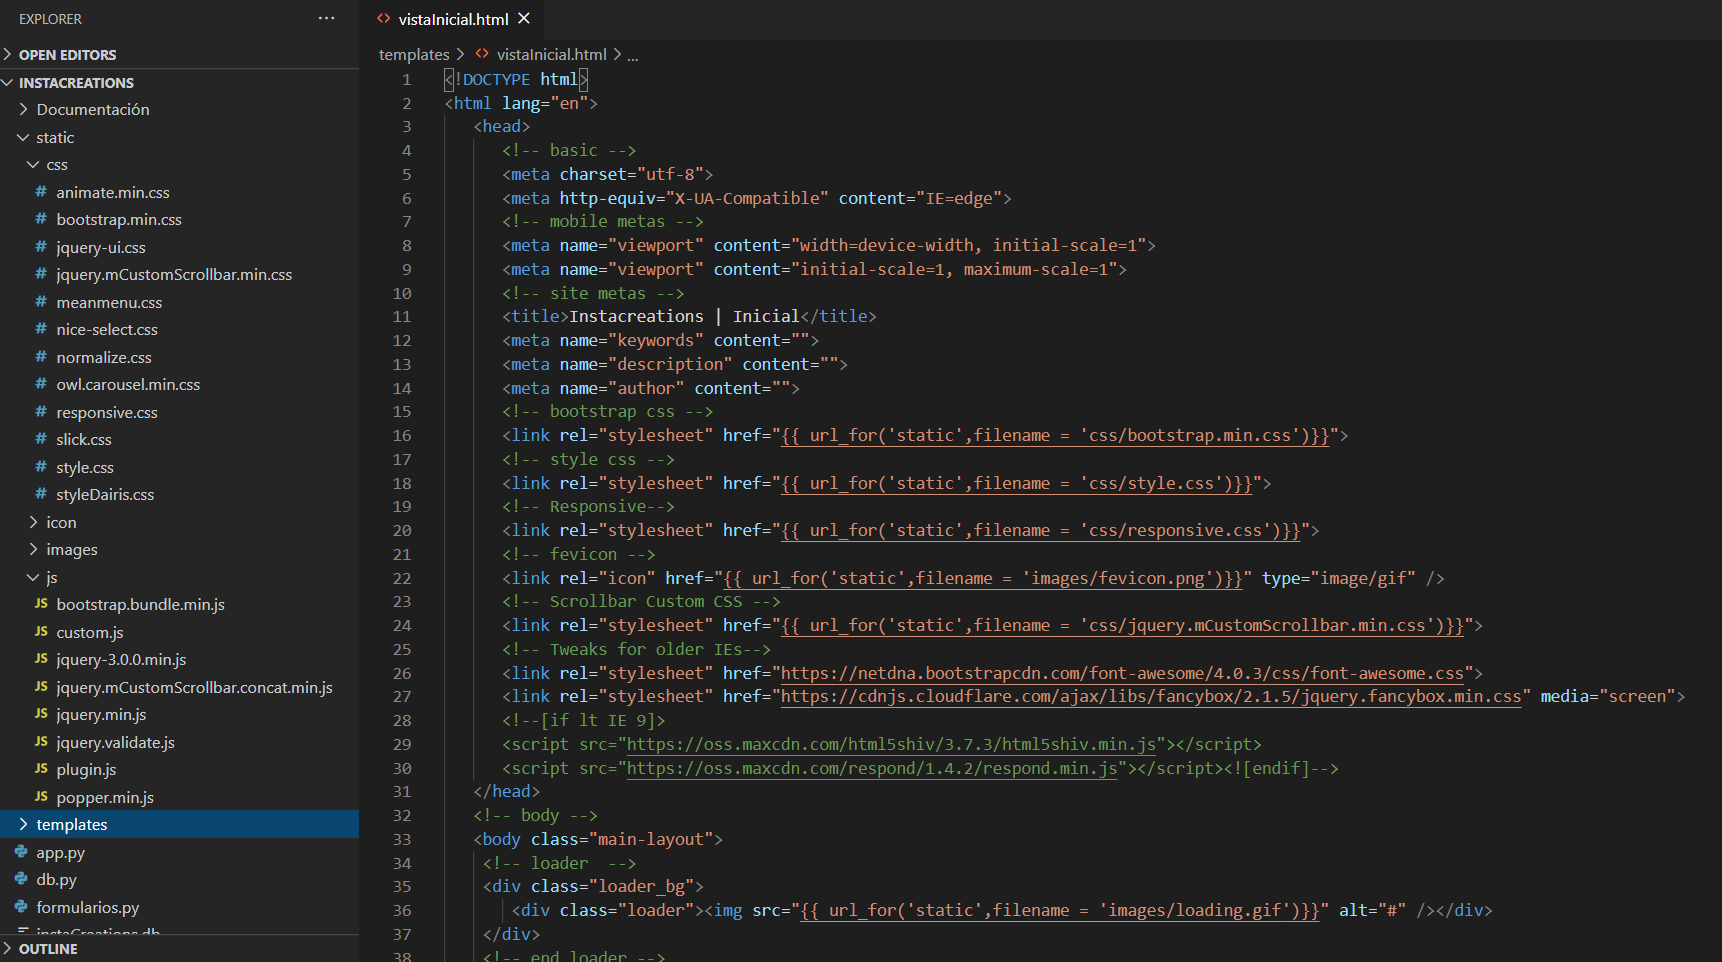 EXPLORER
OPEN EDITORS
INSTACREATIONS
Documentación
static
css
animate.min.css
bootstrap.min.css
jquery-ui.css
jquery.mCustomScrollbar.min.css
meanmenu.css
nice-select.css
normalize.css
owl.carousel.min.css
responsive.css
slick.css
style.css
styleDairis.css
icon
images
js
JS bootstrap.bundle.min.js
JS custom.js
JS jquery-3.0.0.min.js
JS jquery.mCustomScrollbar.concat.min.js
JS jquery.min.js
JS jquery.validate.js
JS plugin.js
JS popper.min.js
templates
app.py
db.py
formularios.py
instaCreations.db
OUTLINE
vistaInicial.html
templates > vistaInicial.html > ...
1 <!DOCTYPE html>
2 <html lang="en">
3 <head>
4 <!-- basic -->
5 <meta charset="utf-8">
6 <meta http-equiv="X-UA-Compatible" content="IE=edge">
7 <!-- mobile metas -->
8 <meta name="viewport" content="width=device-width, initial-scale=1">
9 <meta name="viewport" content="initial-scale=1, maximum-scale=1">
10 <!-- site metas -->
11 <title>Instacreations | Inicial</title>
12 <meta name="keywords" content="">
13 <meta name="description" content="">
14 <meta name="author" content="">
15 <!-- bootstrap css -->
16 <link rel="stylesheet" href="{{ url_for('static',filename = 'css/bootstrap.min.css')}}">
17 <!-- style css -->
18 <link rel="stylesheet" href="{{ url_for('static',filename = 'css/style.css')}}">
19 <!-- Responsive-->
20 <link rel="stylesheet" href="{{ url_for('static',filename = 'css/responsive.css')}}">
21 <!-- fevicon -->
22 <link rel="icon" href="{{ url_for('static',filename = 'images/fevicon.png')}}" type="image/gif" />
23 <!-- Scrollbar Custom CSS -->
24 <link rel="stylesheet" href="{{ url_for('static',filename = 'css/jquery.mCustomScrollbar.min.css')}}">
25 <!-- Tweaks for older IEs-->
26 <link rel="stylesheet" href="https://netdna.bootstrapcdn.com/font-awesome/4.0.3/css/font-awesome.css">
27 <link rel="stylesheet" href="https://cdnjs.cloudflare.com/ajax/libs/fancybox/2.1.5/jquery.fancybox.min.css" media="screen">
28 <!--[if lt IE 9]>
29 <script src="https://oss.maxcdn.com/html5shiv/3.7.3/html5shiv.min.js"></script>
30 <script src="https://oss.maxcdn.com/respond/1.4.2/respond.min.js"></script><![endif]-->
31 </head>
32 <!-- body -->
33 <body class="main-layout">
34 <!-- loader  -->
35 <div class="loader_bg">
36 <div class="loader"><img src="{{ url_for('static',filename = 'images/loading.gif')}}" alt="#" /></div>
37 </div>
38 <!-- end loader -->